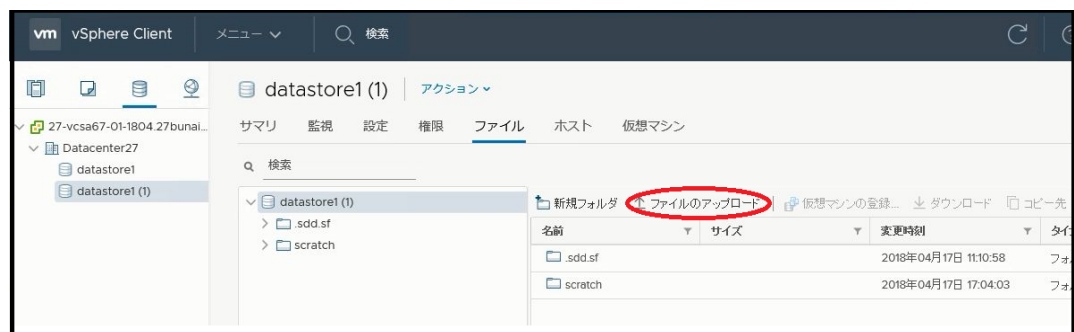 vm vSphere Client メニュー 検索
datastore1 (1) アクション
27-vcsa67-01-1804.27bunai...
サマリ 監視 設定 権限 ファイル ホスト 仮想マシン
Datacenter27
datastore1
検索
datastore1 (1)
datastore1 (1)
新規フォルダ ファイルのアップロード 仮想マシンの登録... ダウンロード コピー先
.sdd.sf
名前 サイズ 変更時刻
scratch
.sdd.sf 2018年04月17日 11:10:58
scratch 2018年04月17日 17:04:03